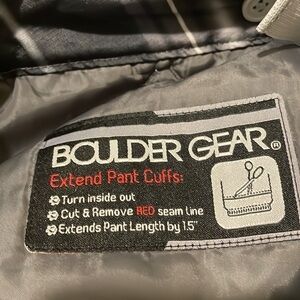 BOULDER GEAR®
Extend Pant Cuffs:
Turn inside out
Cut & Remove RED seam line
Extends Pant Length by 1.5"